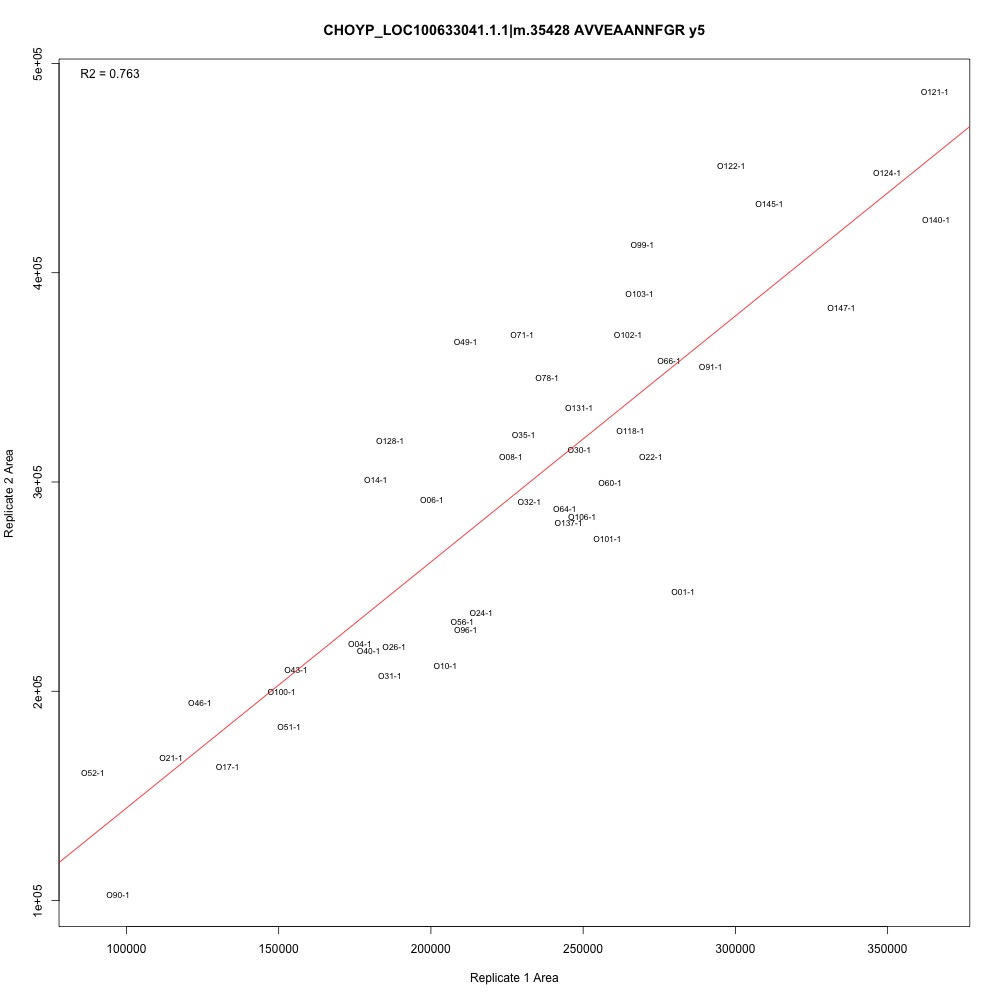 CHOYP_LOC100633041.1.1|m.35428 AVVEAANNFGR y5
R2 = 0.763
5e+05
4e+05
3e+05
2e+05
1e+05
Replicate 2 Area
O121-1
O122-1
O124-1
O145-1
O140-1
O99-1
O103-1
O147-1
O71-1
O102-1
O49-1
O66-1
O91-1
O78-1
O131-1
O118-1
O35-1
O128-1
O30-1
O08-1
O22-1
O14-1
O60-1
O06-1
O32-1
O64-1
O106-1
O137-1
O101-1
O01-1
O24-1
O56-1
O96-1
O04-1
O26-1
O40-1
O10-1
O43-1
O31-1
O100-1
O46-1
O51-1
O21-1
O17-1
O52-1
O90-1
100000 150000 200000 250000 300000 350000
Replicate 1 Area